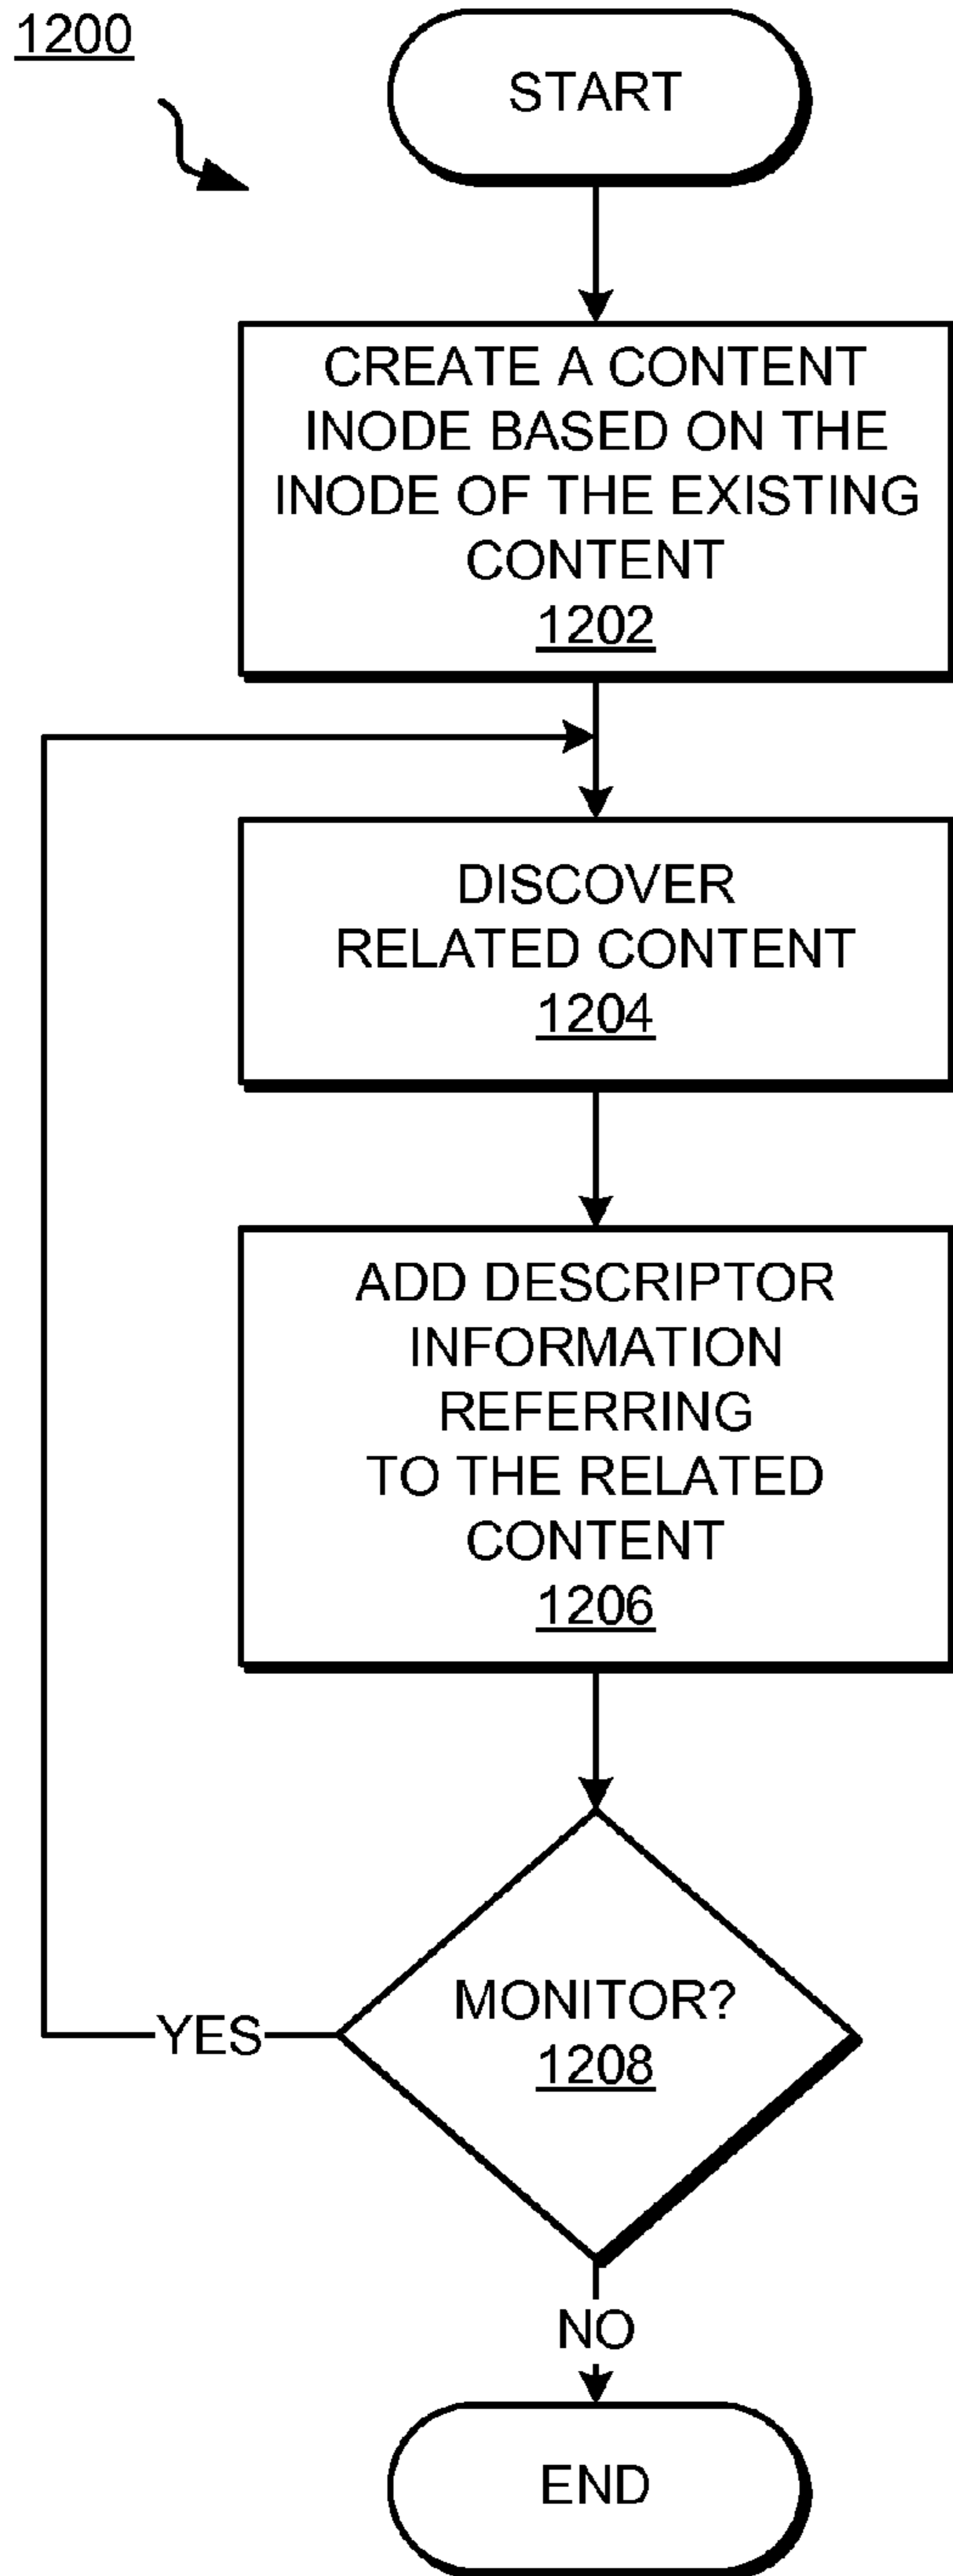 1200
START
CREATE A CONTENT
INODE BASED ON THE
INODE OF THE EXISTING
CONTENT
1202
DISCOVER
RELATED CONTENT
1204
ADD DESCRIPTOR
INFORMATION
REFERRING
TO THE RELATED
CONTENT
1206
MONITOR?
1208
YES
NO
END